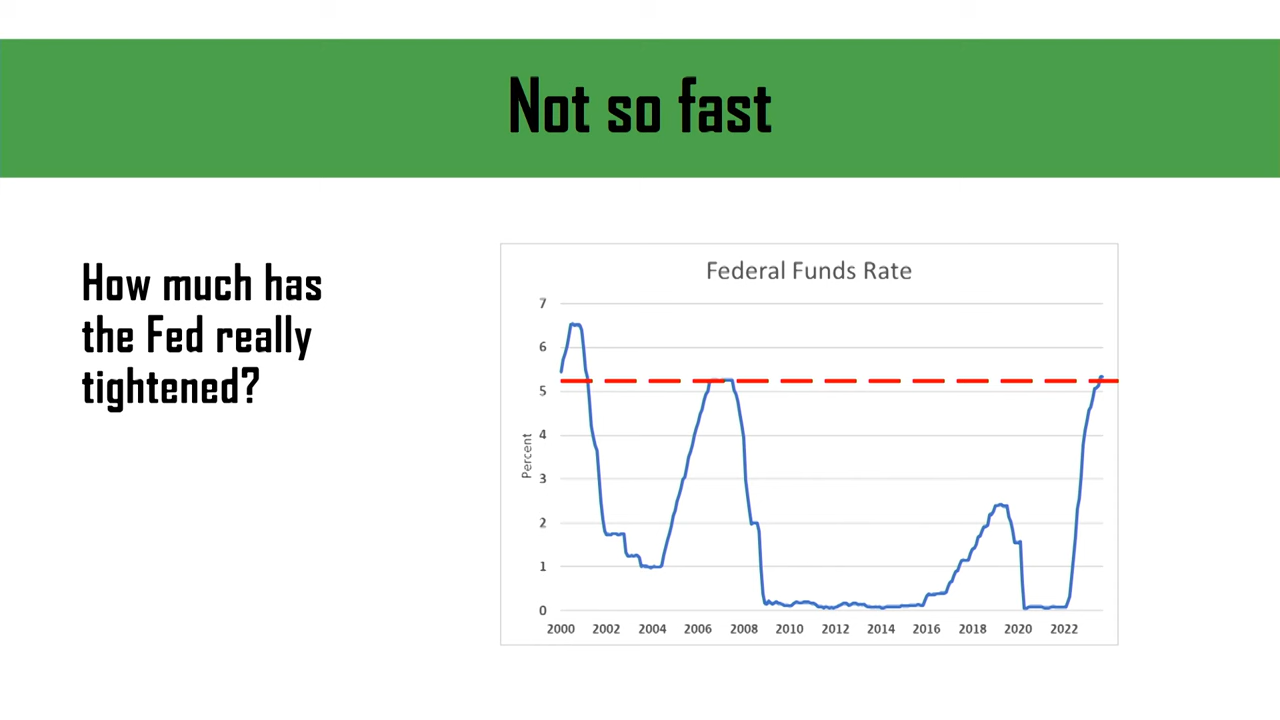 Not so fast
How much has
the Fed really
tightened?
Federal Funds Rate
7
6
5
4
3
2
1
0
Percent
2000 2002 2004 2006 2008 2010 2012 2014 2016 2018 2020 2022